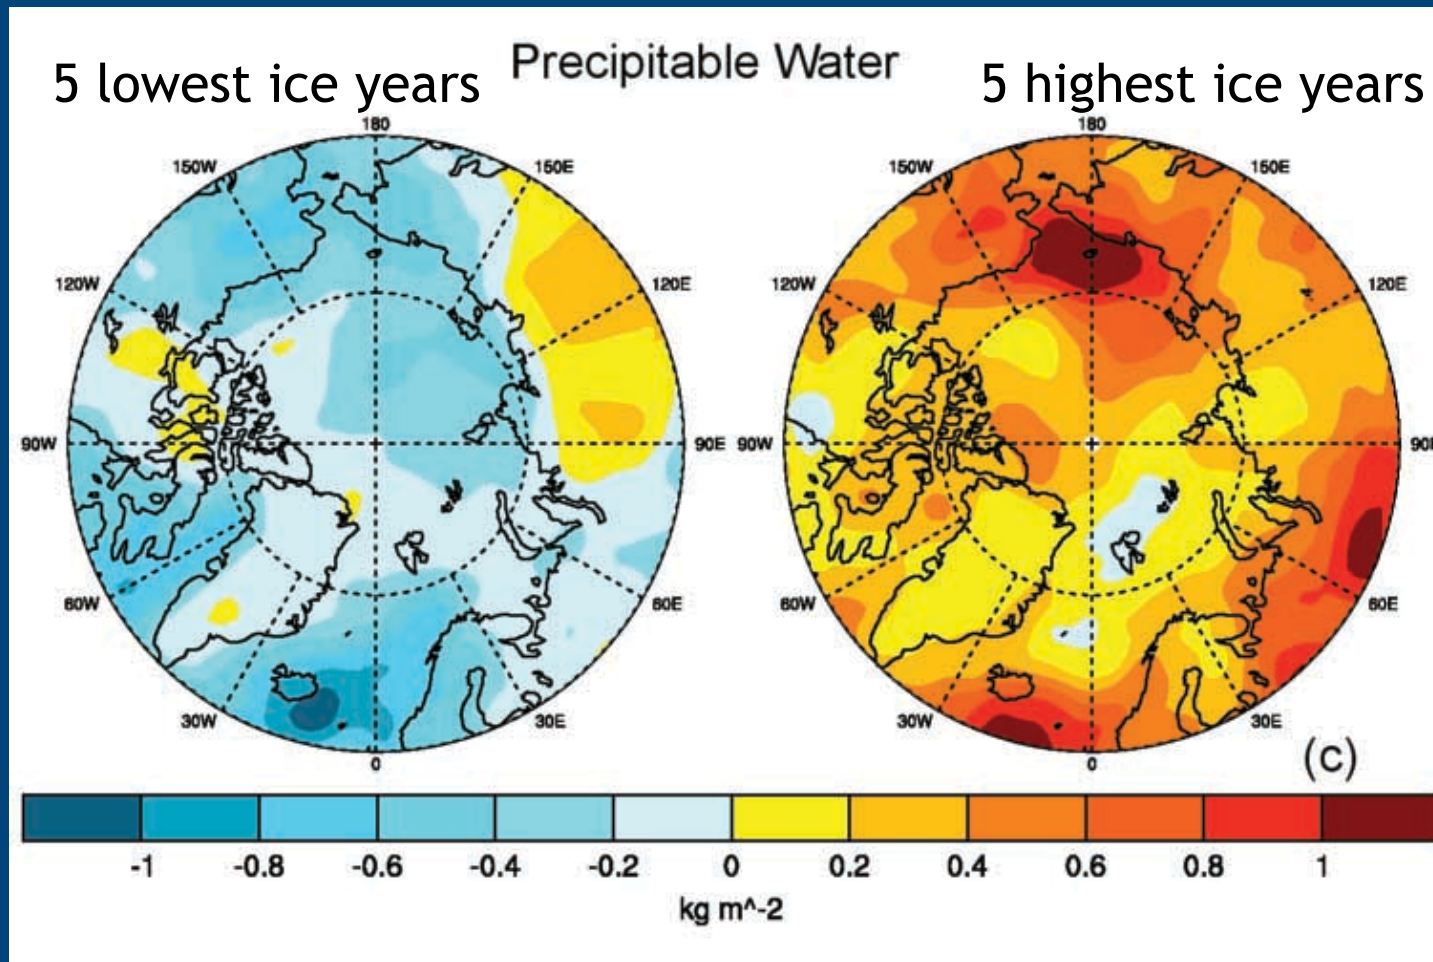 Precipitable Water
5 lowest ice years
5 highest ice years
180
150W
150E
120W
120E
90W
90E
60W
60E
30W
30E
0
180
150W
150E
120W
120E
90W
90E
60W
60E
30W
30E
0
(c)
-1 -0.8 -0.6 -0.4 -0.2 0 0.2 0.4 0.6 0.8 1
kg m^-2